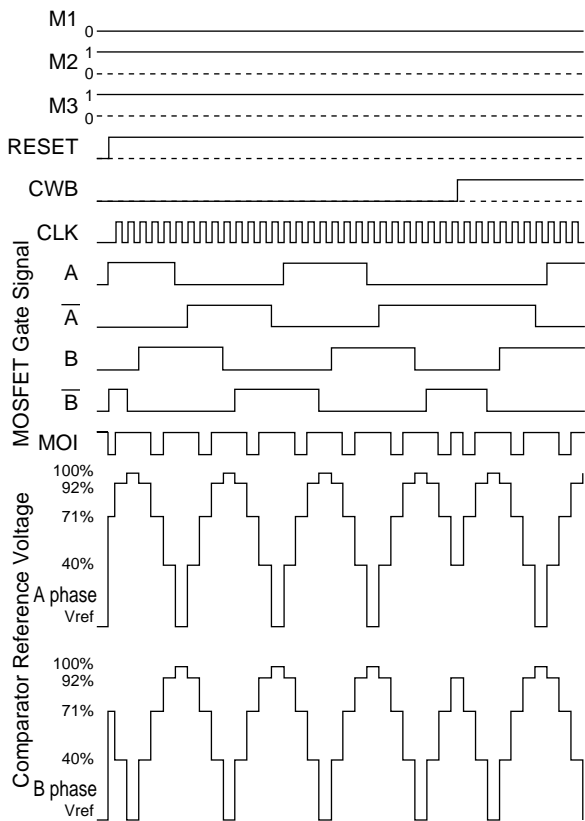 M1
0
M2
1
0
M3
1
0
RESET
CWB
CLK
MOSFET Gate Signal
A
A̅
B
B̅
MOI
Comparator Reference Voltage
100%
92%
71%
40%
A phase
Vref
100%
92%
71%
40%
B phase
Vref